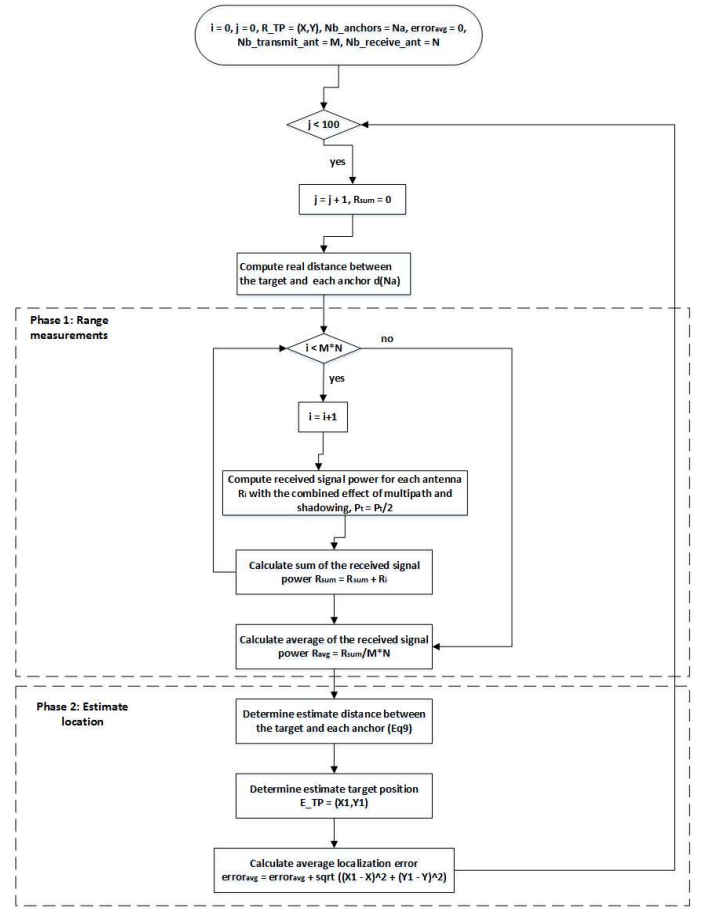 i = 0, j = 0, R_TP = (X,Y), Nb_anchors = Na, erroravg = 0,
Nb_transmit_ant = M, Nb_receive_ant = N
j < 100
yes
j = j + 1, Rsum = 0
Compute real distance between
the target and each anchor d(Na)
Phase 1: Range
measurements
no
i < M*N
yes
i = i+1
Compute received signal power for each antenna
Ri with the combined effect of multipath and
shadowing, Pt = Pt/2
Calculate sum of the received signal
power Rsum = Rsum + Ri
Calculate average of the received signal
power Ravg = Rsum/M*N
Phase 2: Estimate
location
Determine estimate distance between
the target and each anchor (Eq9)
Determine estimate target position
E_TP = (X1,Y1)
Calculate average localization error
erroravg = erroravg + sqrt ((X1 - X)^2 + (Y1 - Y)^2)